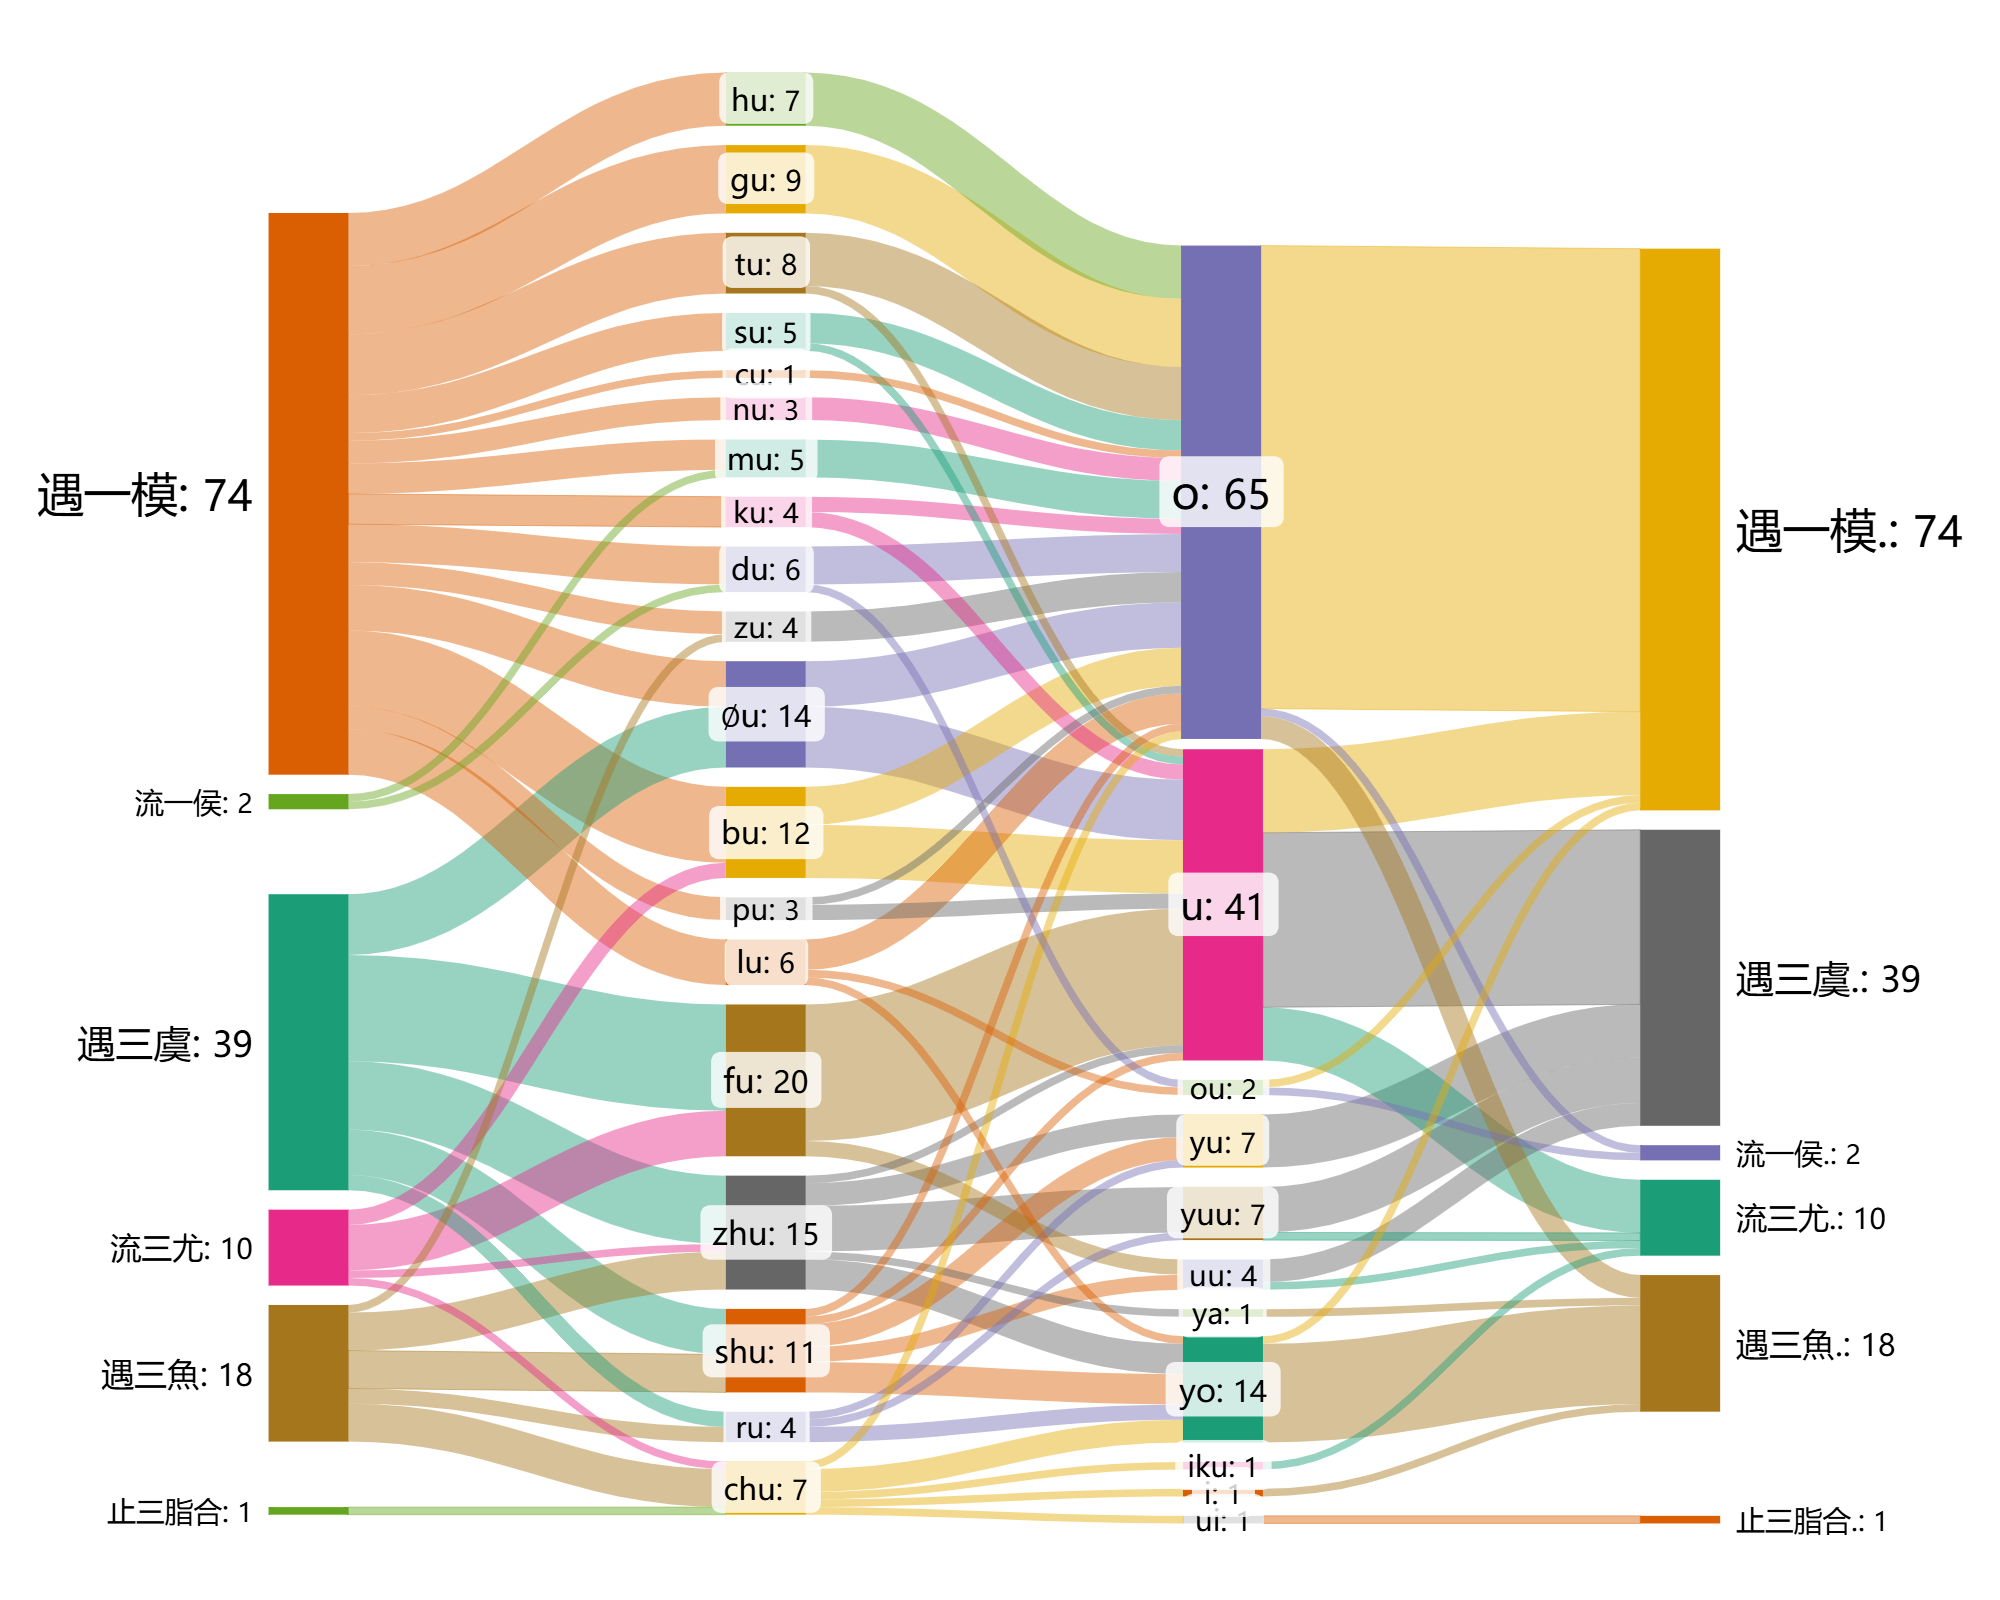 遇一模: 74
流一侯: 2
遇三虞: 39
流三尤: 10
遇三魚: 18
止三脂合: 1
hu: 7
gu: 9
tu: 8
su: 5
cu: 1
nu: 3
mu: 5
ku: 4
du: 6
zu: 4
∅u: 14
bu: 12
pu: 3
lu: 6
fu: 20
zhu: 15
shu: 11
ru: 4
chu: 7
o: 65
u: 41
ou: 2
yu: 7
yuu: 7
uu: 4
ya: 1
yo: 14
iku: 1
i: 1
ui: 1
遇一模.: 74
遇三虞.: 39
流一侯.: 2
流三尤.: 10
遇三魚.: 18
止三脂合.: 1